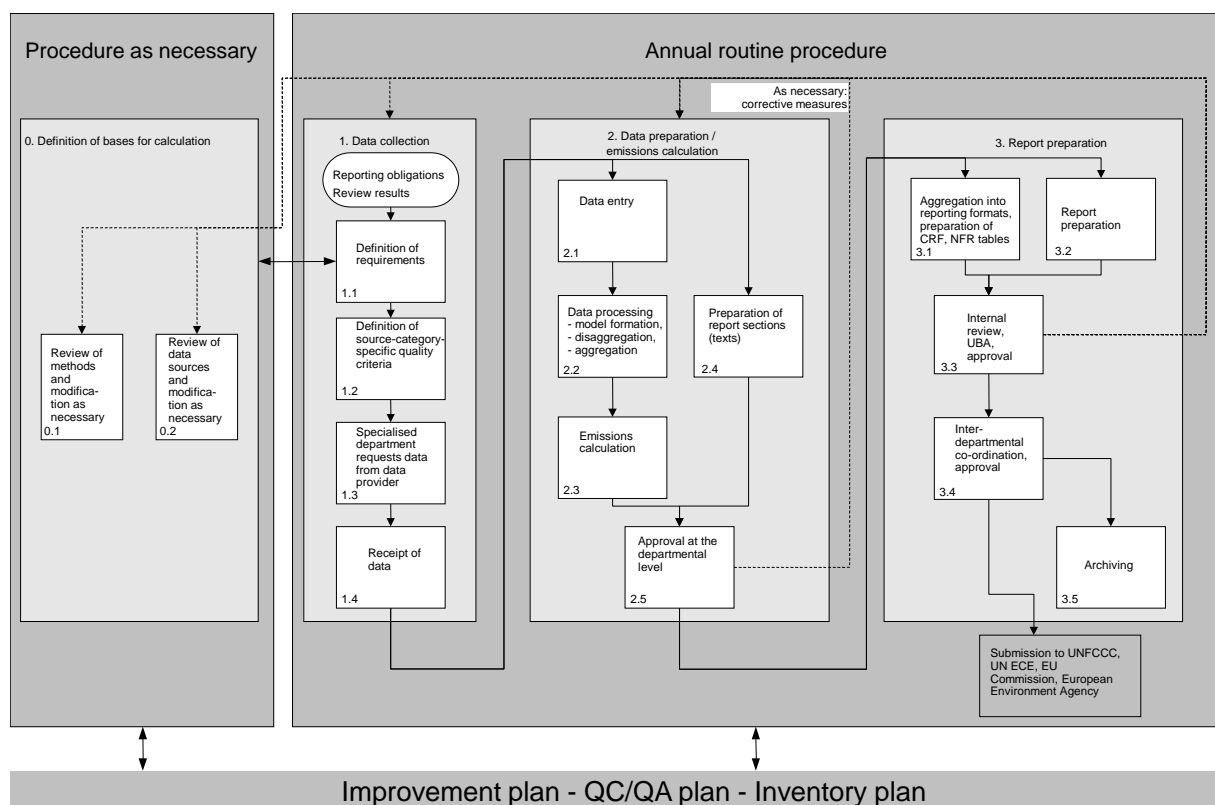 Procedure as necessary
Annual routine procedure
As necessary:
corrective measures
0. Definition of bases for calculation
Review of
methods
and
modifica-
tion as
necessary
0.1
Review of
data
sources and
modifica-
tion as
necessary
0.2
1. Data collection
Reporting obligations
Review results
Definition of
requirements
1.1
Definition of
source-category-
specific quality
criteria
1.2
Specialised
department
requests data
from data
provider
1.3
Receipt of
data
1.4
2. Data preparation /
emissions calculation
Data entry
2.1
Data processing
- model formation,
- disaggregation,
- aggregation
2.2
Emissions
calculation
2.3
Preparation of
report sections
(texts)
2.4
Approval at the
departmental
level
2.5
3. Report preparation
Aggregation into
reporting formats,
preparation of
CRF, NFR tables
3.1
Report
preparation
3.2
Internal
review,
UBA,
approval
3.3
Inter-
departmental
co-ordination,
approval
3.4
Archiving
3.5
Submission to UNFCCC,
UN ECE, EU
Commission, European
Environment Agency
Improvement plan - QC/QA plan - Inventory plan